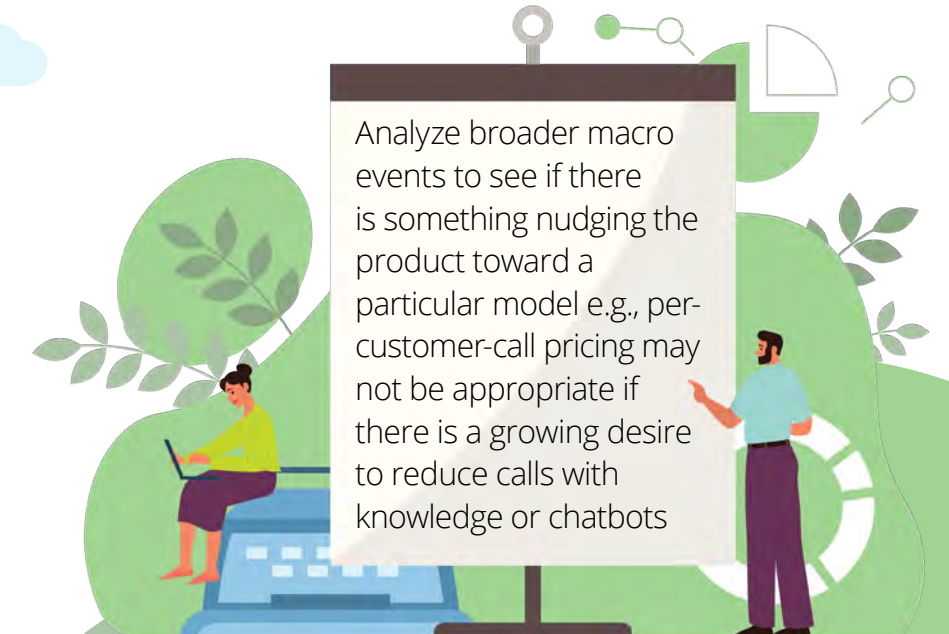 Analyze broader macro
events to see if there
is something nudging the
product toward a
particular model e.g., per-
customer-call pricing may
not be appropriate if
there is a growing desire
to reduce calls with
knowledge or chatbots